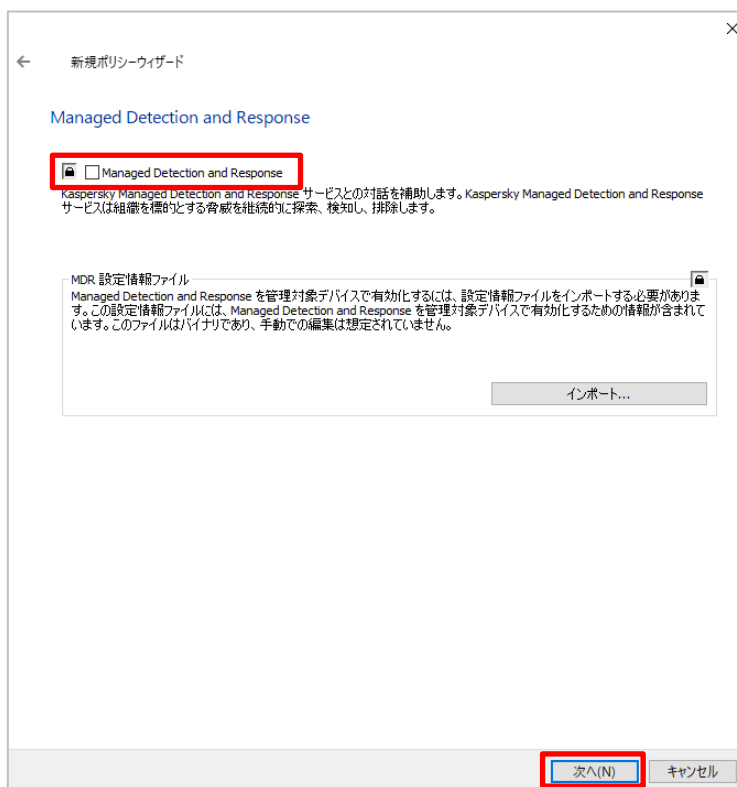 新規ポリシーウィザード
Managed Detection and Response
Managed Detection and Response
Kaspersky Managed Detection and Response サービスとの対話を補助します。Kaspersky Managed Detection and Response
サービスは組織を標的とする脅威を継続的に探索、検知し、排除します。
MDR 設定情報ファイル
Managed Detection and Response を管理対象デバイスで有効化するには、設定情報ファイルをインポートする必要がありま
す。この設定情報ファイルには、Managed Detection and Response を管理対象デバイスで有効化するための情報が含まれて
います。このファイルはバイナリであり、手動での編集は想定されていません。
インポート...
次へ(N)
キャンセル